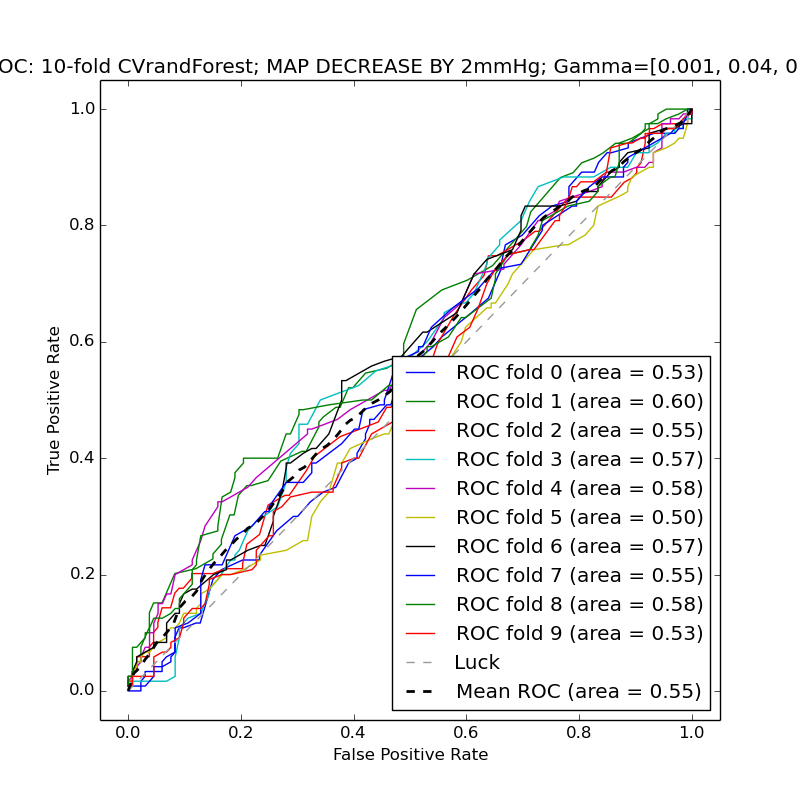 OC: 10-fold CVrandForest; MAP DECREASE BY 2mmHg; Gamma=[0.001, 0.04, 0
1.0
0.8
0.6
0.4
0.2
0.0
True Positive Rate
ROC fold 0 (area = 0.53)
ROC fold 1 (area = 0.60)
ROC fold 2 (area = 0.55)
ROC fold 3 (area = 0.57)
ROC fold 4 (area = 0.58)
ROC fold 5 (area = 0.50)
ROC fold 6 (area = 0.57)
ROC fold 7 (area = 0.55)
ROC fold 8 (area = 0.58)
ROC fold 9 (area = 0.53)
Luck
Mean ROC (area = 0.55)
0.0 0.2 0.4 0.6 0.8 1.0
False Positive Rate